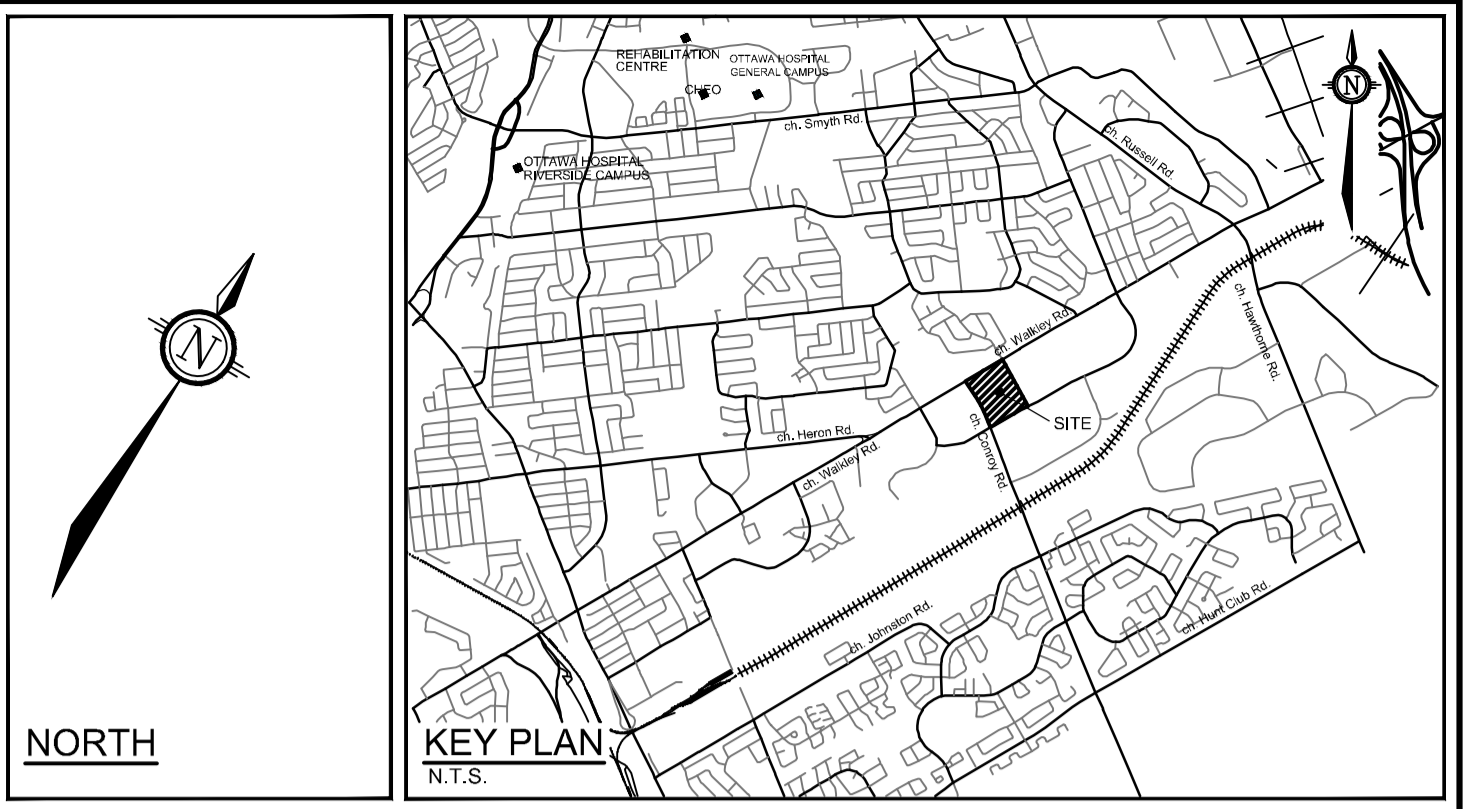 N
NORTH
REHABILITATION
CENTRE
OTTAWA HOSPITAL
GENERAL CAMPUS
CHEO
ch. Smyth Rd.
OTTAWA HOSPITAL
RIVERSIDE CAMPUS
ch. Russell Rd.
N
ch. Walkley Rd.
ch. Hawthorne Rd.
SITE
ch. Conroy Rd.
ch. Heron Rd.
ch. Walkley Rd.
ch. Johnston Rd.
ch. Hunt Club Rd.
KEY PLAN
N.T.S.